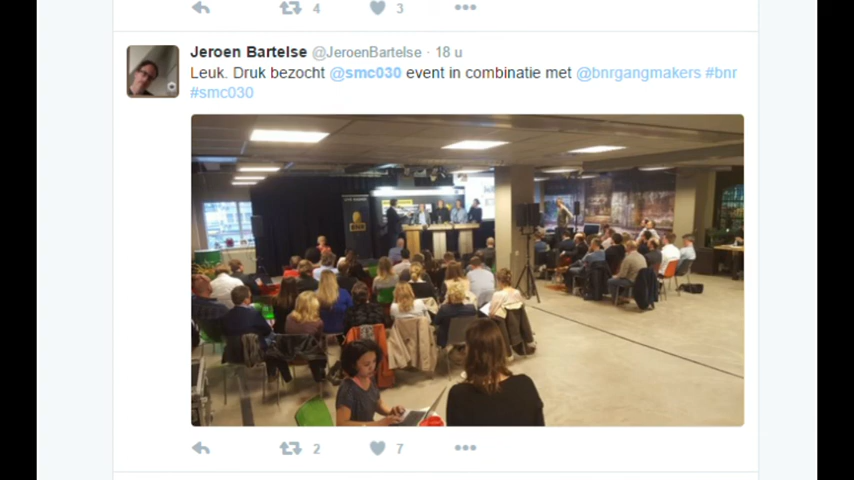 4 3
Jeroen Bartelse @JeroenBartelse · 18 u
Leuk. Druk bezocht @smc030 event in combinatie met @bnrgangmakers #bnr
#smc030
BNR
2 7